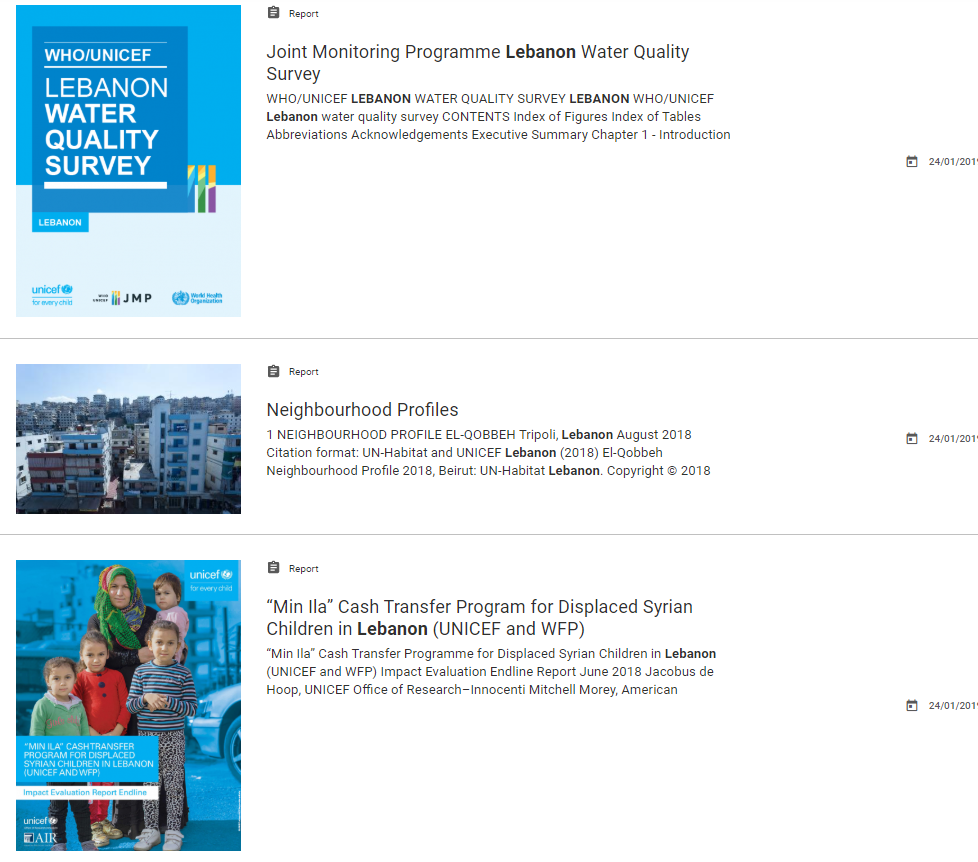 Report
Joint Monitoring Programme Lebanon Water Quality
Survey
WHO/UNICEF LEBANON WATER QUALITY SURVEY LEBANON WHO/UNICEF
Lebanon water quality survey CONTENTS Index of Figures Index of Tables
Abbreviations Acknowledgements Executive Summary Chapter 1 - Introduction
24/01/201
WHO/UNICEF
LEBANON
WATER
QUALITY
SURVEY
LEBANON
unicef
for every child
WHO
UNICEF
JMP
World Health
Organization
Report
Neighbourhood Profiles
1 NEIGHBOURHOOD PROFILE EL-QOBBEH Tripoli, Lebanon August 2018
Citation format: UN-Habitat and UNICEF Lebanon (2018) El-Qobbeh
Neighbourhood Profile 2018, Beirut: UN-Habitat Lebanon. Copyright © 2018
24/01/201
Report
“Min Ila” Cash Transfer Program for Displaced Syrian
Children in Lebanon (UNICEF and WFP)
“Min Ila” Cash Transfer Programme for Displaced Syrian Children in Lebanon
(UNICEF and WFP) Impact Evaluation Endline Report June 2018 Jacobus de
Hoop, UNICEF Office of Research–Innocenti Mitchell Morey, American
24/01/201
unicef
for every child
“MIN ILA” CASHTRANSFER
PROGRAM FOR DISPLACED
SYRIAN CHILDREN IN LEBANON
(UNICEF AND WFP)
Impact Evaluation Report Endline
unicef
AIR